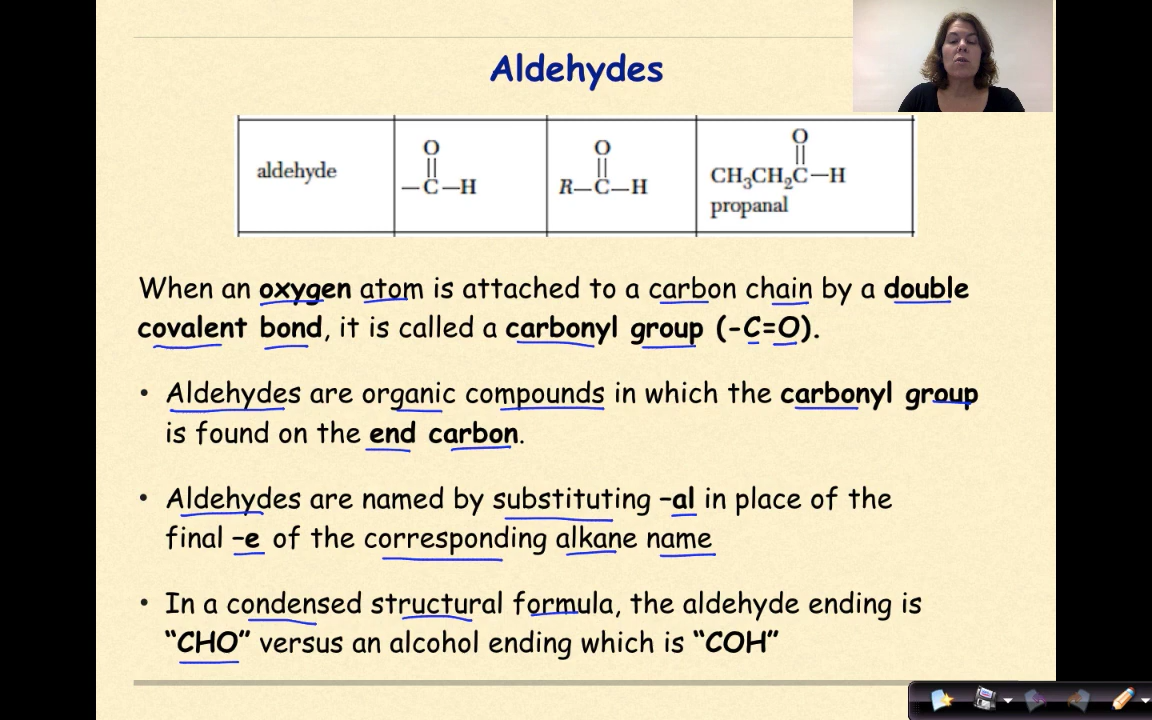 Aldehydes
aldehyde
O
||
—C—H
O
||
R—C—H
O
||
CH₃CH₂C—H
propanal
When an oxygen atom is attached to a carbon chain by a double
covalent bond, it is called a carbonyl group (-C=O).
• Aldehydes are organic compounds in which the carbonyl group
is found on the end carbon.
• Aldehydes are named by substituting –al in place of the
final –e of the corresponding alkane name
• In a condensed structural formula, the aldehyde ending is
“CHO” versus an alcohol ending which is “COH”